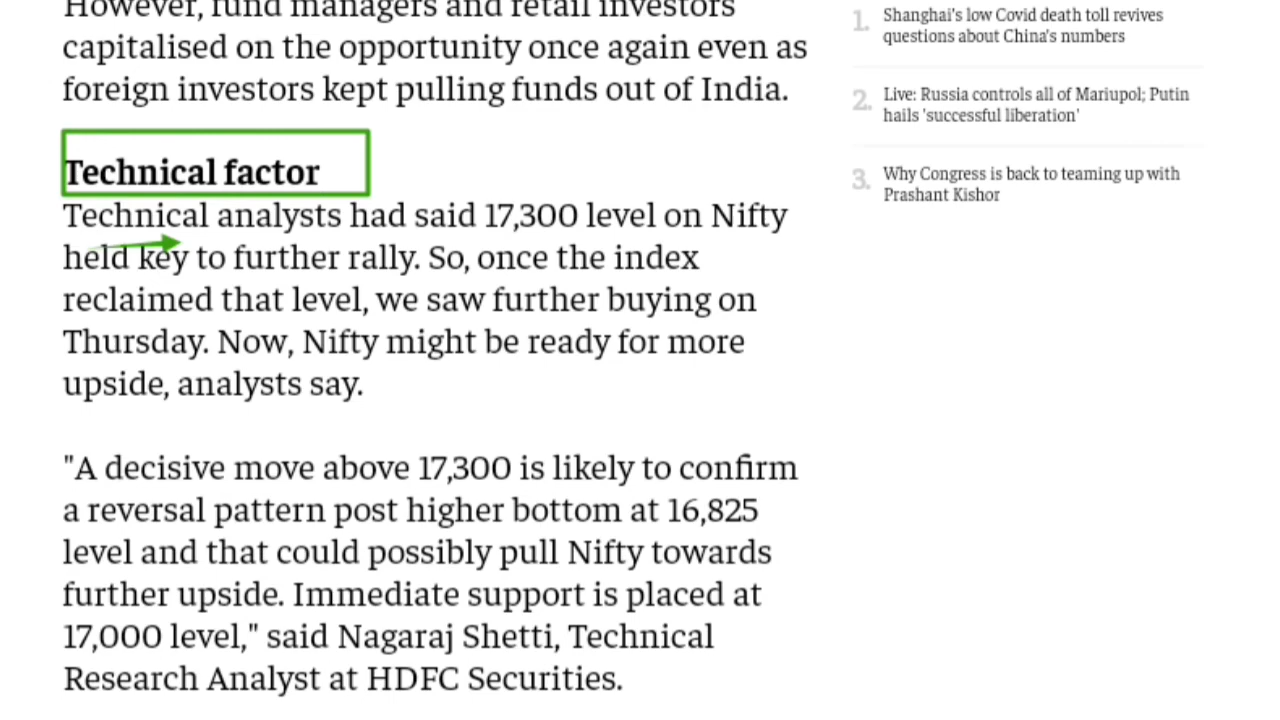 However, fund managers and retail investors
capitalised on the opportunity once again even as
foreign investors kept pulling funds out of India.
Technical factor
Technical analysts had said 17,300 level on Nifty
held key to further rally. So, once the index
reclaimed that level, we saw further buying on
Thursday. Now, Nifty might be ready for more
upside, analysts say.
"A decisive move above 17,300 is likely to confirm
a reversal pattern post higher bottom at 16,825
level and that could possibly pull Nifty towards
further upside. Immediate support is placed at
17,000 level," said Nagaraj Shetti, Technical
Research Analyst at HDFC Securities.
1. Shanghai's low Covid death toll revives
questions about China's numbers
2. Live: Russia controls all of Mariupol; Putin
hails 'successful liberation'
3. Why Congress is back to teaming up with
Prashant Kishor